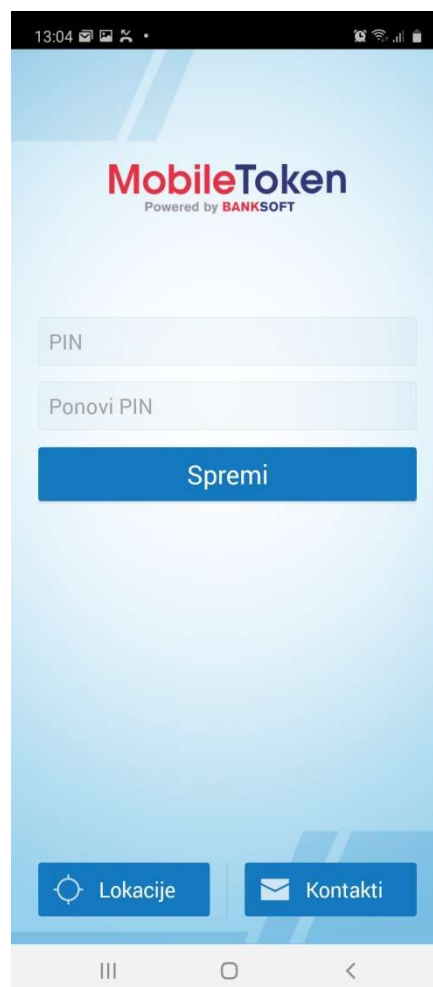 13:04
MobileToken
Powered by BANKSOFT
PIN
Ponovi PIN
Spremi
Lokacije
Kontakti